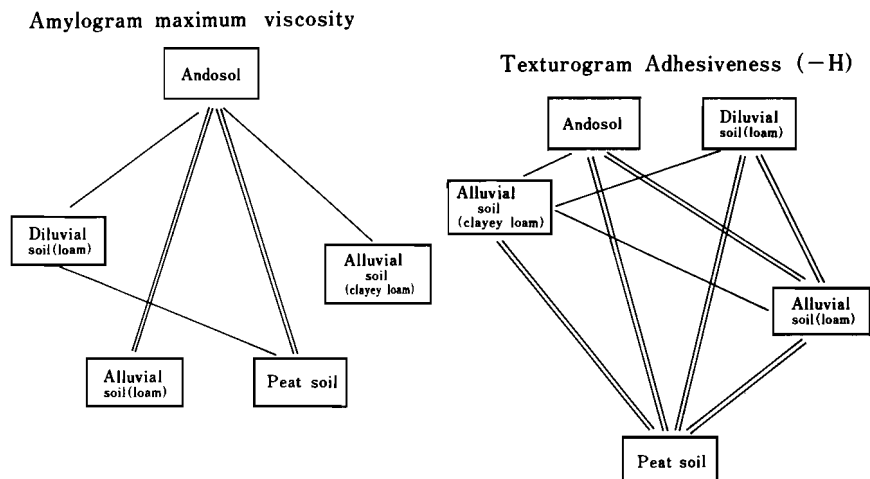 Amylogram maximum viscosity
Andosol
Diluvial
soil(loam)
Alluvial
soil
(clayey loam)
Alluvial
soil(loam)
Peat soil
Texturogram Adhesiveness (−H)
Andosol
Diluvial
soil(loam)
Alluvial
soil
(clayey loam)
Alluvial
soil(loam)
Peat soil